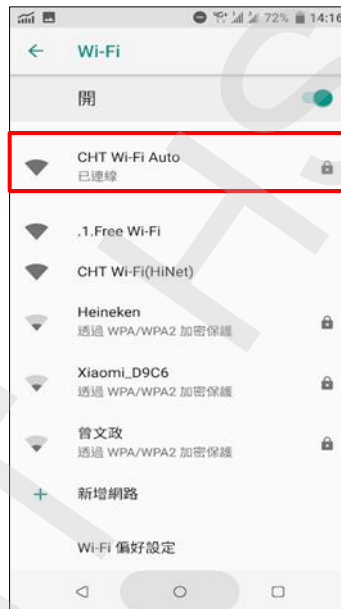 72% 14:16
Wi-Fi
開
CHT Wi-Fi Auto
已連線
.1.Free Wi-Fi
CHT Wi-Fi(HiNet)
Heineken
透過 WPA/WPA2 加密保護
Xiaomi_D9C6
透過 WPA/WPA2 加密保護
曾文政
透過 WPA/WPA2 加密保護
新增網路
Wi-Fi 偏好設定